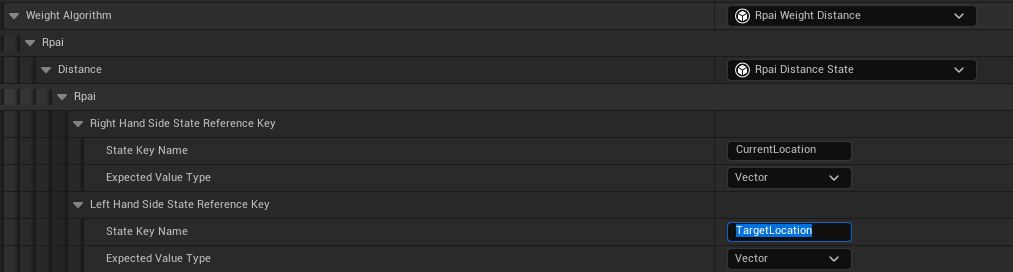 Weight Algorithm Rpai Weight Distance
Rpai
Distance Rpai Distance State
Rpai
Right Hand Side State Reference Key
State Key Name CurrentLocation
Expected Value Type Vector
Left Hand Side State Reference Key
State Key Name TargetLocation
Expected Value Type Vector